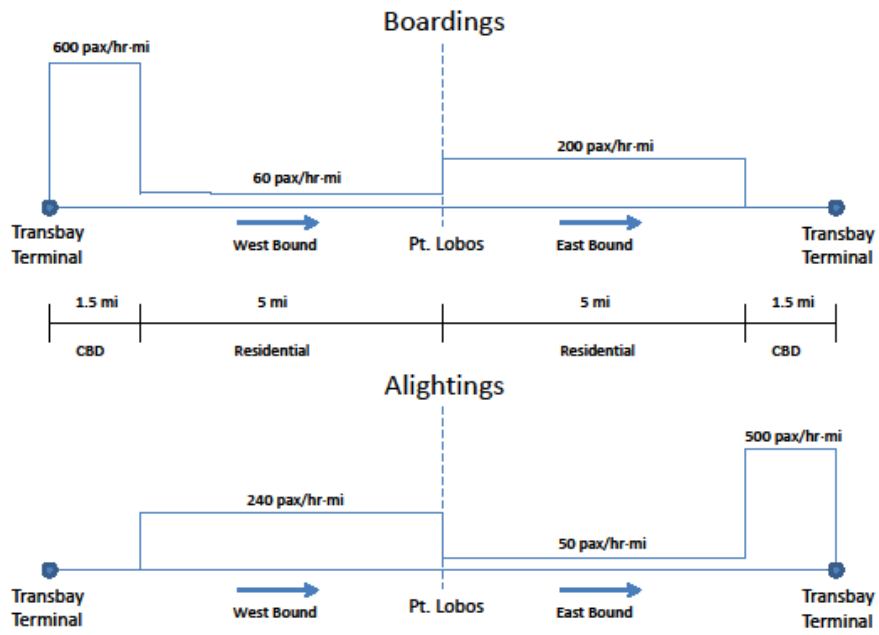 Boardings
600 pax/hr-mi
200 pax/hr-mi
60 pax/hr-mi
Transbay
Terminal
West Bound
Pt. Lobos
East Bound
Transbay
Terminal
1.5 mi
5 mi
5 mi
1.5 mi
CBD
Residential
Residential
CBD
Alightings
500 pax/hr-mi
240 pax/hr-mi
50 pax/hr-mi
Transbay
Terminal
West Bound
Pt. Lobos
East Bound
Transbay
Terminal